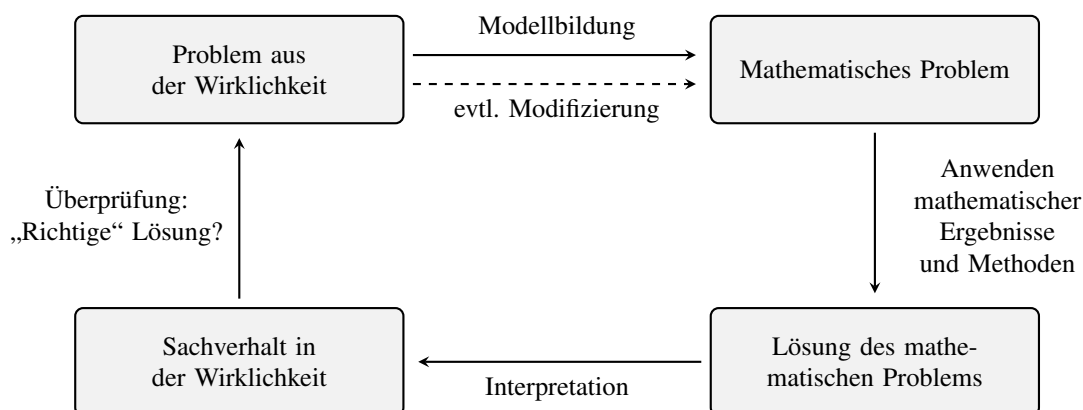 Problem aus
der Wirklichkeit
Modellbildung
evtl. Modifizierung
Mathematisches Problem
Anwenden
mathematischer
Ergebnisse
und Methoden
Lösung des mathe-
matischen Problems
Interpretation
Sachverhalt in
der Wirklichkeit
Überprüfung:
„Richtige“ Lösung?